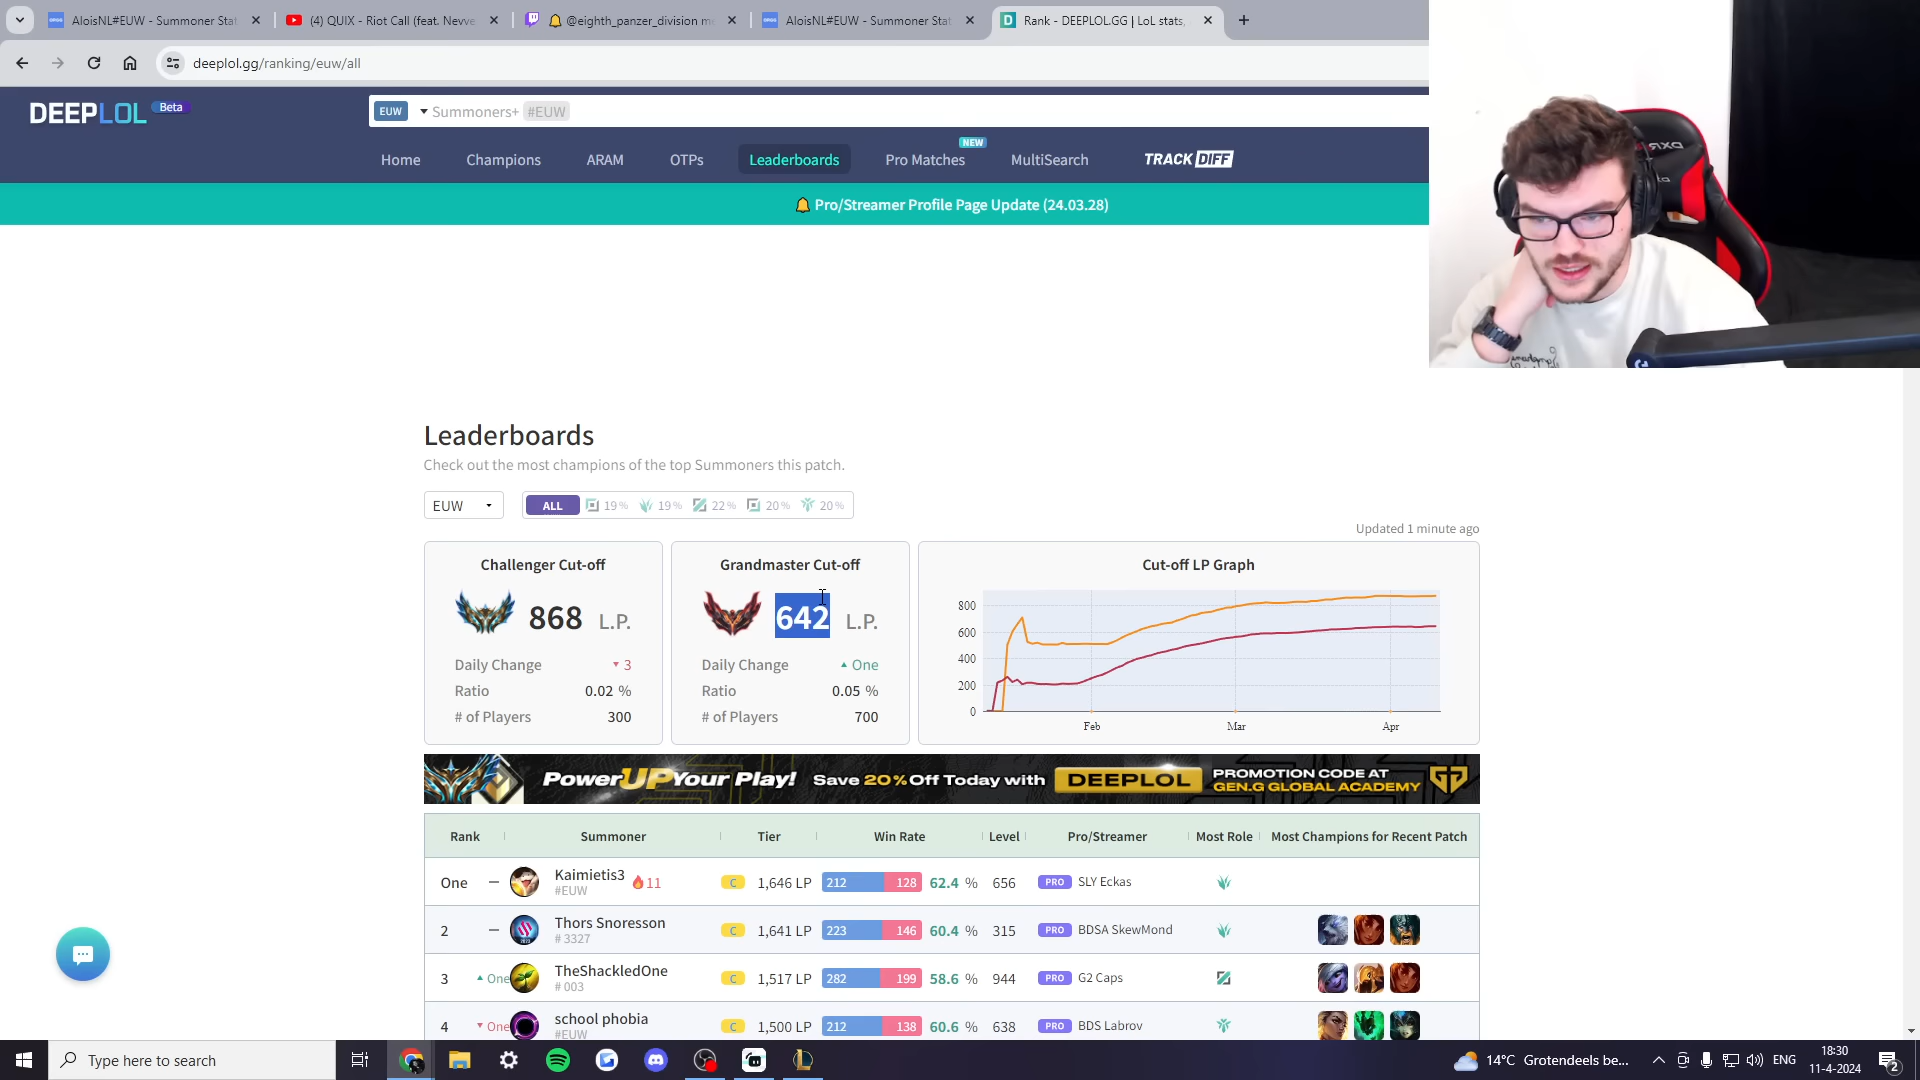 AloisNL#EUW - Summoner Stat
(4) QUIX - Riot Call (feat. Nevve
@eighth_panzer_division m
AloisNL#EUW - Summoner Stat
Rank - DEEPLOL.GG | LoL stats,
deeplol.gg/ranking/euw/all
DEEPLOL Beta
EUW Summoners+ #EUW
NEW
Home Champions ARAM OTPs Leaderboards Pro Matches MultiSearch TRACK DIFF
Pro/Streamer Profile Page Update (24.03.28)
Leaderboards
Check out the most champions of the top Summoners this patch.
EUW ALL 19 % 19 % 22 % 20 % 20 %
Updated 1 minute ago
Challenger Cut-off
868 L.P.
Daily Change 3
Ratio 0.02 %
# of Players 300
Grandmaster Cut-off
642 L.P.
Daily Change One
Ratio 0.05 %
# of Players 700
Cut-off LP Graph
800
600
400
200
0
Feb Mar Apr
PowerUP Your Play! Save 20% Off Today with DEEPLOL PROMOTION CODE AT
GEN.G GLOBAL ACADEMY
Rank Summoner Tier Win Rate Level Pro/Streamer Most Role Most Champions for Recent Patch
One Kaimietis3 11 C 1,646 LP 212 128 62.4 % 656 PRO SLY Eckas
#EUW
2 Thors Snoresson C 1,641 LP 223 146 60.4 % 315 PRO BDSA SkewMond
# 3327
3 One TheShackledOne C 1,517 LP 282 199 58.6 % 944 PRO G2 Caps
# 003
4 One school phobia C 1,500 LP 212 138 60.6 % 638 PRO BDS Labrov
#EUW
Type here to search
14°C Grotendeels be...
ENG
18:30
11-4-2024
2